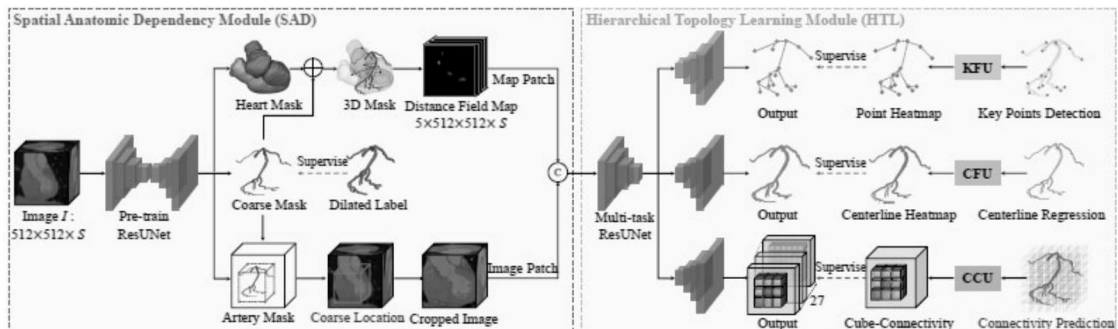 Spatial Anatomic Dependency Module (SAD)
Heart Mask
3D Mask
Distance Field Map
5×512×512× S
Map Patch
Supervise
Coarse Mask
Dilated Label
Image I :
512×512× S
Pre-train
ResUNet
C
Image Patch
Artery Mask
Coarse Location
Cropped Image
Hierarchical Topology Learning Module (HTL)
Supervise
KFU
Output
Point Heatmap
Key Points Detection
Supervise
CFU
Multi-task
ResUNet
Output
Centerline Heatmap
Centerline Regression
Supervise
CCU
27
Output
Cube-Connectivity
Connectivity Prediction